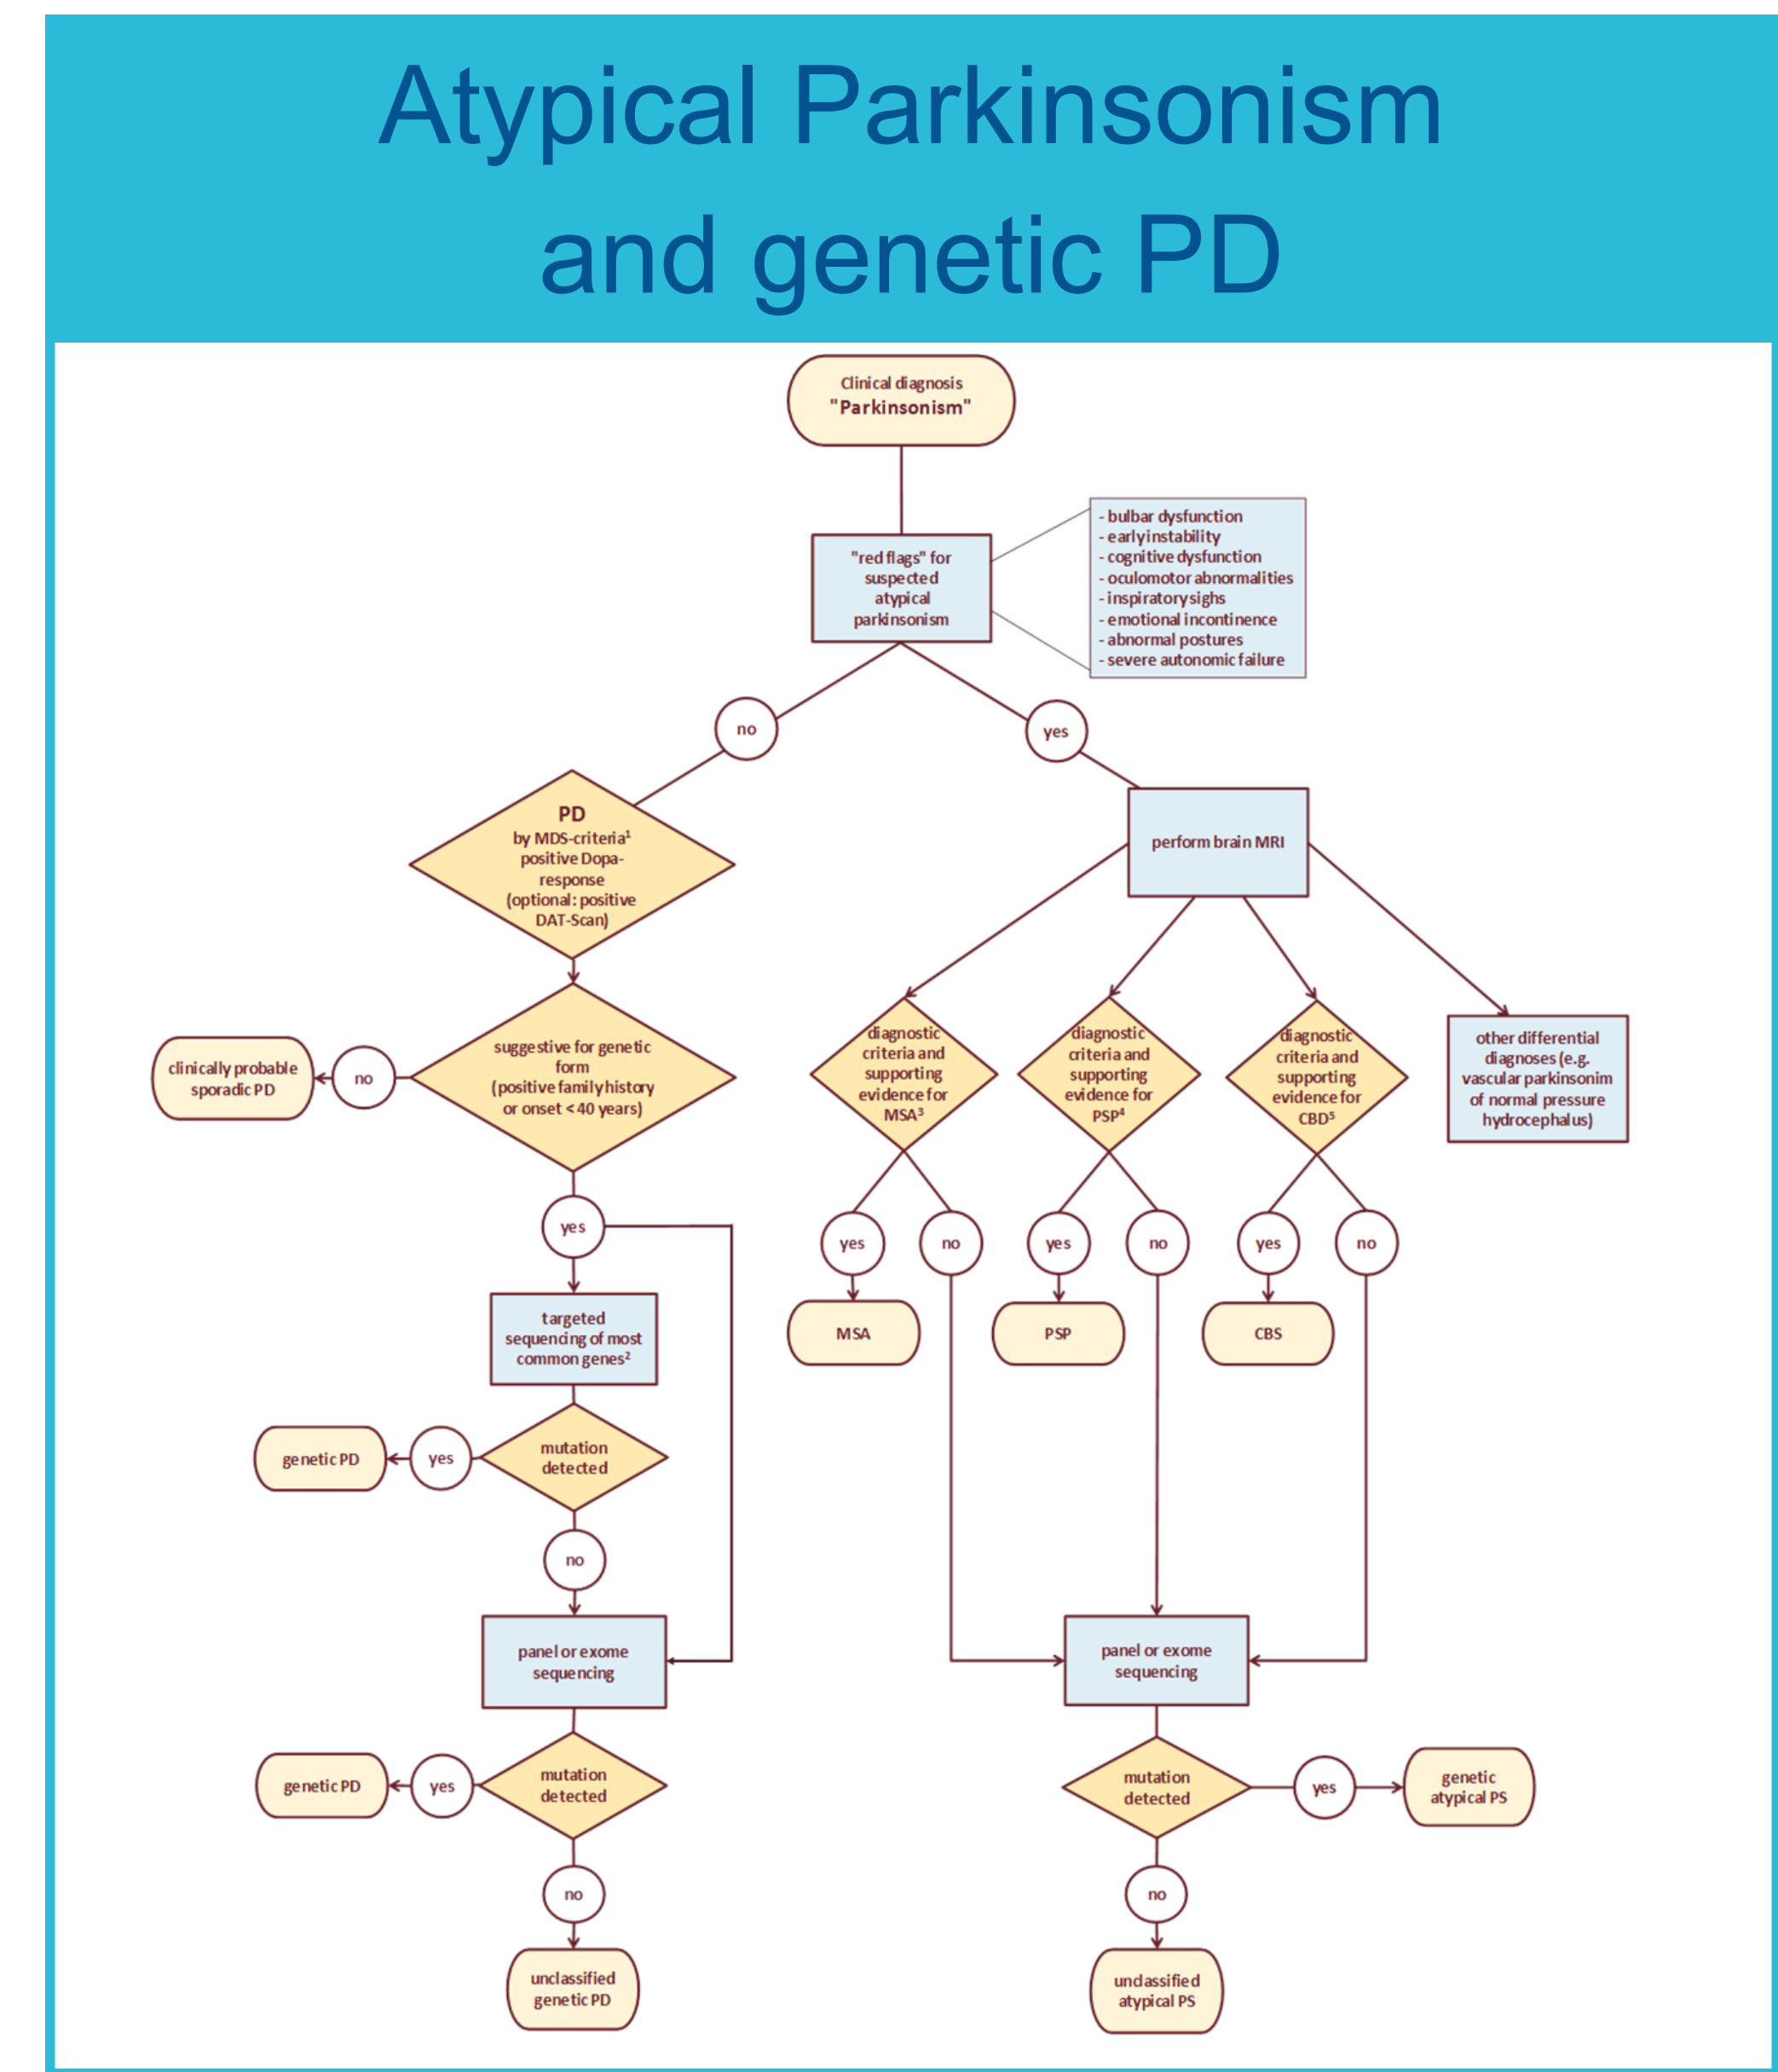 Atypical Parkinsonism
and genetic PD
Clinical diagnosis
"Parkinsonism"
"red flags" for
suspected
atypical
parkinsonism
- bulbar dysfunction
- early instability
- cognitive dysfunction
- oculomotor abnormalities
- inspiratory sighs
- emotional incontinence
- abnormal postures
- severe autonomic failure
no
yes
PD
by MDS-criteria¹
positive Dopa-
response
(optional: positive
DAT-Scan)
perform brain MRI
suggestive for genetic
form
(positive family history
or onset < 40 years)
no
clinically probable
sporadic PD
diagnostic
criteria and
supporting
evidence for
MSA³
diagnostic
criteria and
supporting
evidence for
PSP⁴
diagnostic
criteria and
supporting
evidence for
CBD⁵
other differential
diagnoses (e.g.
vascular parkinsonim
of normal pressure
hydrocephalus)
yes
yes
no
yes
no
yes
no
targeted
sequencing of most
common genes²
MSA
PSP
CBS
mutation
detected
yes
genetic PD
no
panel or exome
sequencing
panel or exome
sequencing
mutation
detected
yes
genetic PD
mutation
detected
yes
genetic
atypical PS
no
no
unclassified
genetic PD
unclassified
atypical PS